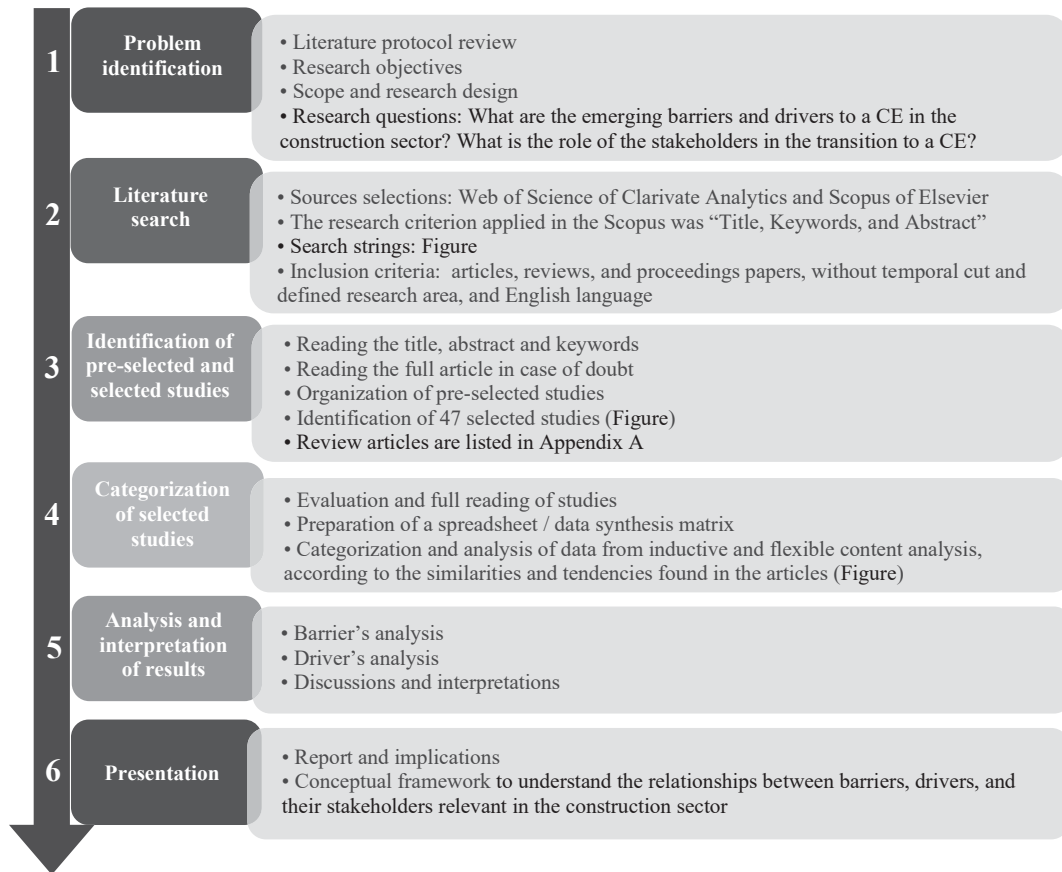 1
Problem
identification
• Literature protocol review
• Research objectives
• Scope and research design
• Research questions: What are the emerging barriers and drivers to a CE in the
construction sector? What is the role of the stakeholders in the transition to a CE?
2
Literature
search
• Sources selections: Web of Science of Clarivate Analytics and Scopus of Elsevier
• The research criterion applied in the Scopus was “Title, Keywords, and Abstract”
• Search strings: Figure
• Inclusion criteria:  articles, reviews, and proceedings papers, without temporal cut and
defined research area, and English language
3
Identification of
pre-selected and
selected studies
• Reading the title, abstract and keywords
• Reading the full article in case of doubt
• Organization of pre-selected studies
• Identification of 47 selected studies (Figure)
• Review articles are listed in Appendix A
4
Categorization
of selected
studies
• Evaluation and full reading of studies
• Preparation of a spreadsheet / data synthesis matrix
• Categorization and analysis of data from inductive and flexible content analysis,
according to the similarities and tendencies found in the articles (Figure)
5
Analysis and
interpretation
of results
• Barrier’s analysis
• Driver’s analysis
• Discussions and interpretations
6
Presentation
• Report and implications
• Conceptual framework to understand the relationships between barriers, drivers, and
their stakeholders relevant in the construction sector